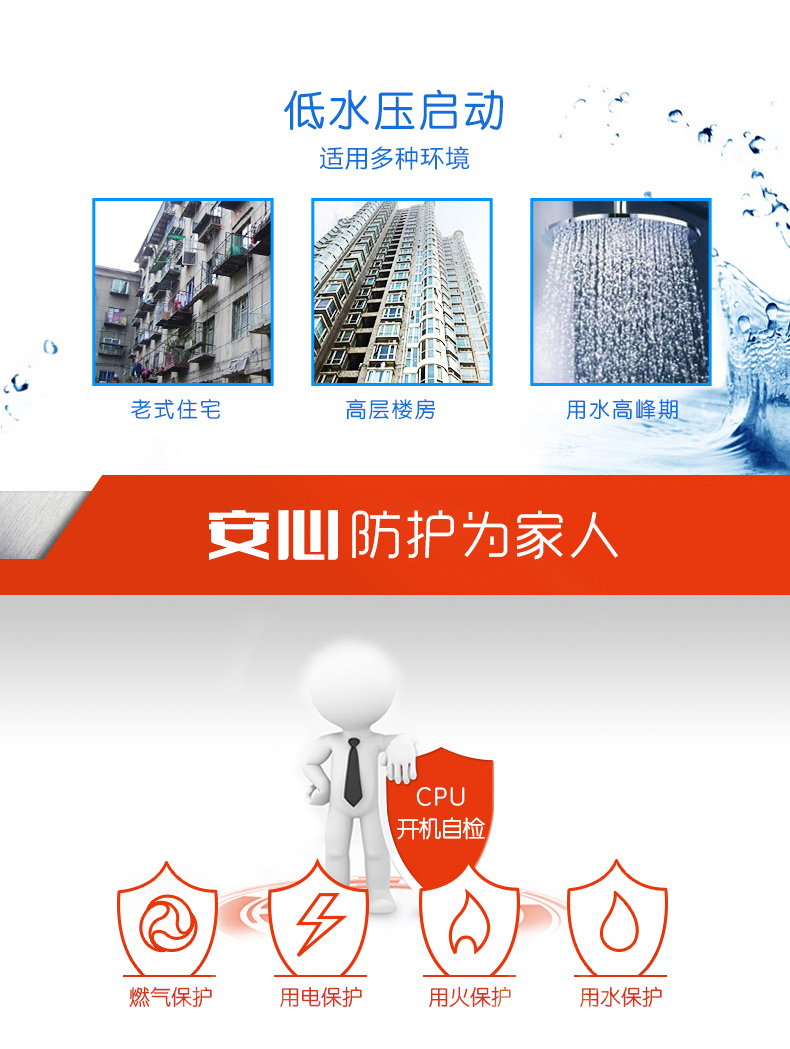 低水压启动
适用多种环境
老式住宅
高层楼房
用水高峰期
安心防护为家人
CPU
开机自检
燃气保护
用电保护
用火保护
用水保护